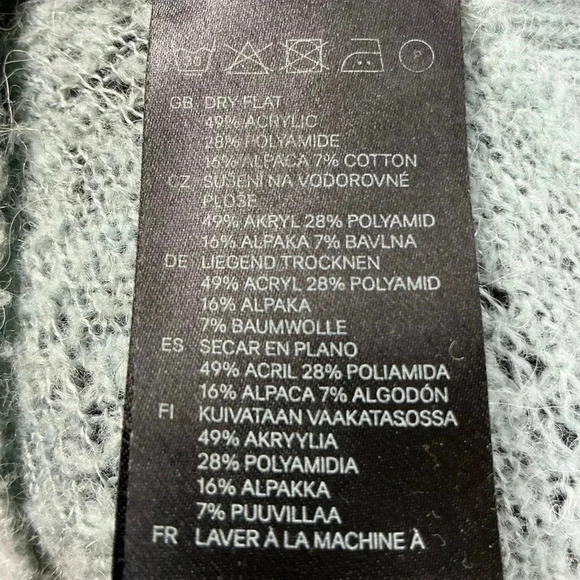 30 P
GB DRY FLAT
49% ACRYLIC
28% POLYAMIDE
16% ALPACA 7% COTTON
CZ SUŠENÍ NA VODOROVNÉ
PLOŠE
49% AKRYL 28% POLYAMID
16% ALPAKA 7% BAVLNA
DE LIEGEND TROCKNEN
49% ACRYL 28% POLYAMID
16% ALPAKA
7% BAUMWOLLE
ES SECAR EN PLANO
49% ACRIL 28% POLIAMIDA
16% ALPACA 7% ALGODÓN
FI KUIVATAAN VAAKATASOSSA
49% AKRYYLIA
28% POLYAMIDIA
16% ALPAKKA
7% PUUVILLAA
FR LAVER À LA MACHINE À